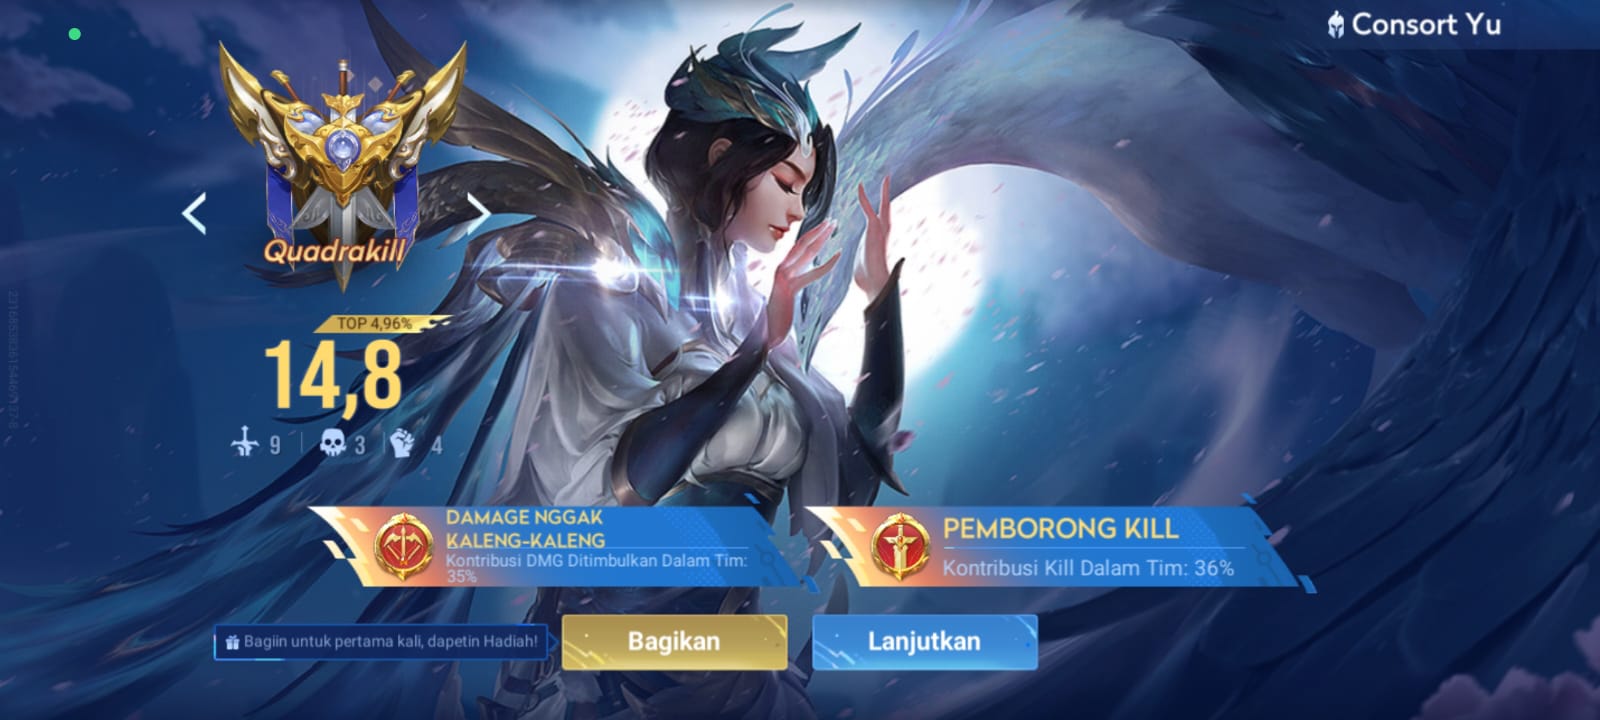 Consort Yu
Quadrakill
TOP 4,96%
14,8
9 3 4
DAMAGE NGGAK
KALENG-KALENG
Kontribusi DMG Ditimbulkan Dalam Tim:
35%
PEMBORONG KILL
Kontribusi Kill Dalam Tim: 36%
Bagiin untuk pertama kali, dapetin Hadiah!
Bagikan
Lanjutkan